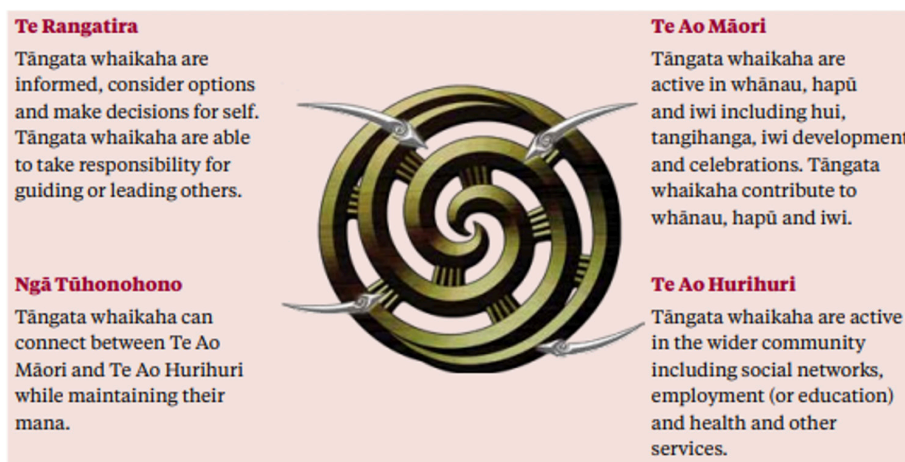 Te Rangatira
Tāngata whaikaha are
informed, consider options
and make decisions for self.
Tāngata whaikaha are able
to take responsibility for
guiding or leading others.
Te Ao Māori
Tāngata whaikaha are
active in whānau, hapū
and iwi including hui,
tangihanga, iwi development
and celebrations. Tāngata
whaikaha contribute to
whānau, hapū and iwi.
Ngā Tūhonohono
Tāngata whaikaha can
connect between Te Ao
Māori and Te Ao Hurihuri
while maintaining their
mana.
Te Ao Hurihuri
Tāngata whaikaha are active
in the wider community
including social networks,
employment (or education)
and health and other
services.